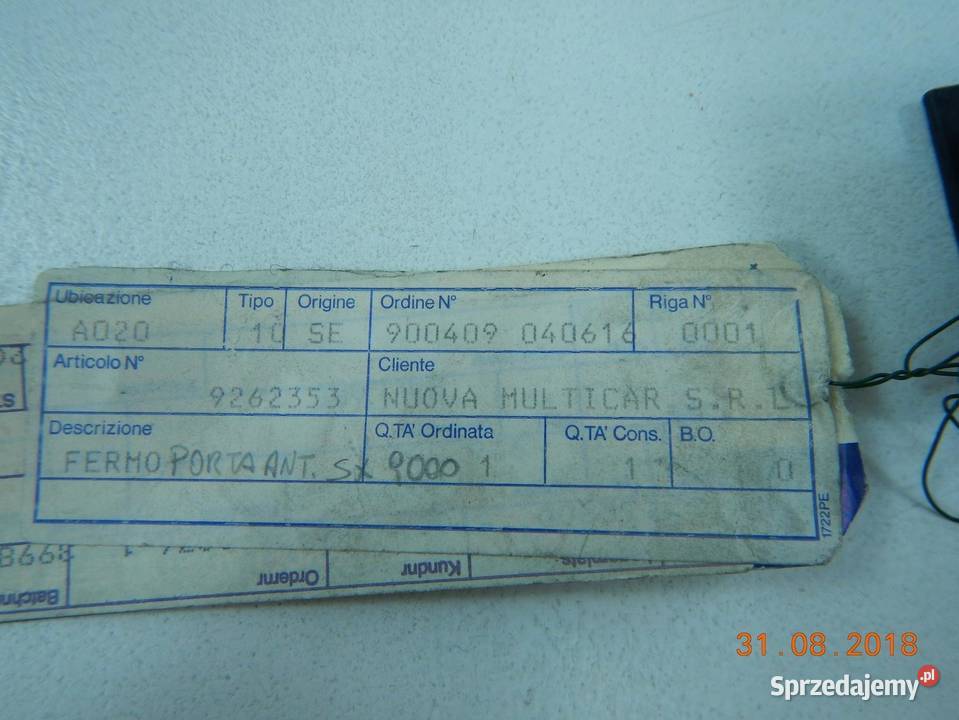 Ubicazione Tipo Origine Ordine N° Riga N°
A020 10 SE 900409 040616 0001
Articolo N° Cliente
9262353 NUOVA MULTICAR S.R.L
Descrizione Q.TA' Ordinata Q.TA' Cons. B.O.
FERMO PORTA ANT. SX 9000 1 1 0
1722PE
Kundnr
Ordernr
Batchnr
31.08.2018
Sprzedajemy.pl